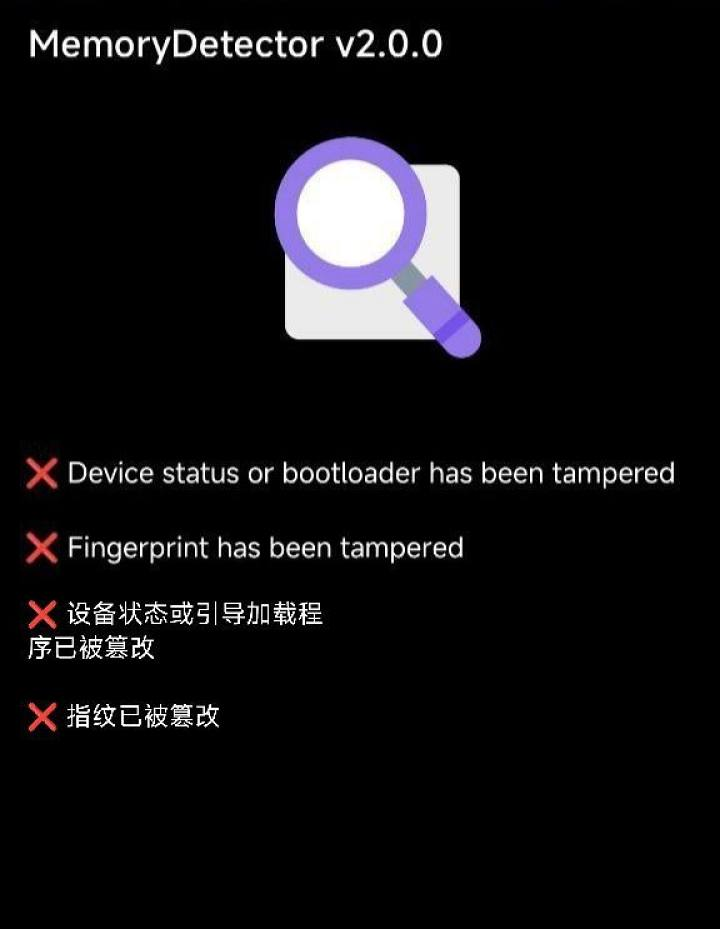 MemoryDetector v2.0.0
❌ Device status or bootloader has been tampered
❌ Fingerprint has been tampered
❌ 设备状态或引导加载程
序已被篡改
❌ 指纹已被篡改